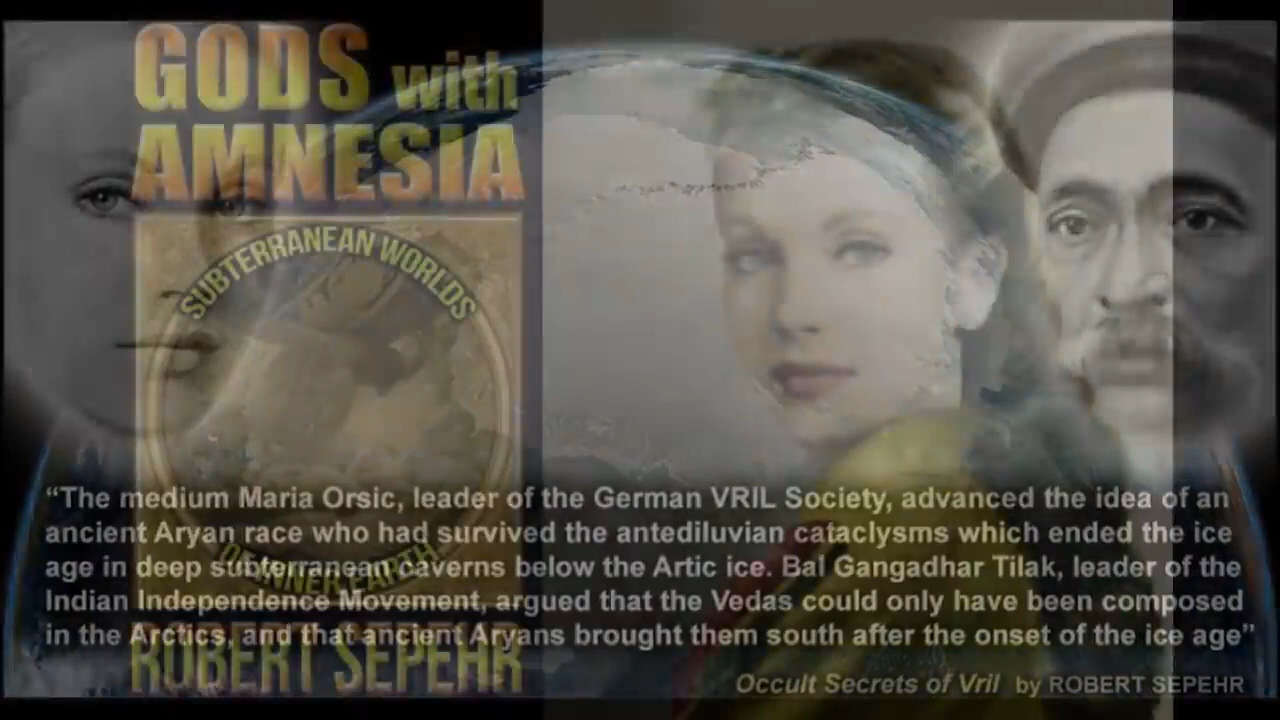 GODS with
AMNESIA
SUBTERRANEAN WORLDS
OF INNER EARTH
ROBERT SEPEHR
“The medium Maria Orsic, leader of the German VRIL Society, advanced the idea of an
ancient Aryan race who had survived the antediluvian cataclysms which ended the ice
age in deep subterranean caverns below the Artic ice. Bal Gangadhar Tilak, leader of the
Indian Independence Movement, argued that the Vedas could only have been composed
in the Arctics, and that ancient Aryans brought them south after the onset of the ice age”
Occult Secrets of Vril by ROBERT SEPEHR